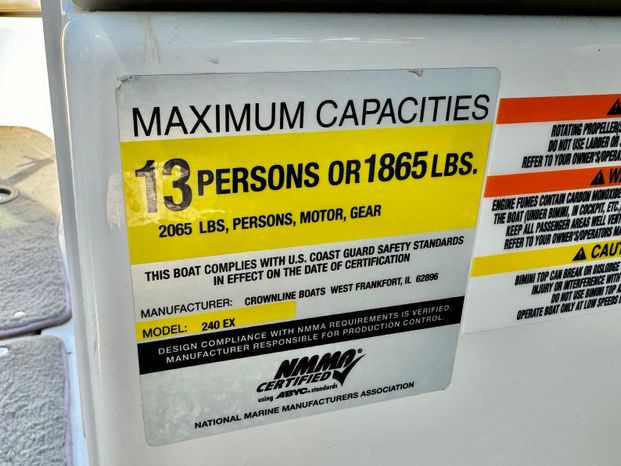 MAXIMUM CAPACITIES
13 PERSONS OR 1865 LBS.
2065 LBS, PERSONS, MOTOR, GEAR
THIS BOAT COMPLIES WITH U.S. COAST GUARD SAFETY STANDARDS
IN EFFECT ON THE DATE OF CERTIFICATION
MANUFACTURER: CROWNLINE BOATS WEST FRANKFORT, IL 62896
MODEL: 240 EX
DESIGN COMPLIANCE WITH NMMA REQUIREMENTS IS VERIFIED.
MANUFACTURER RESPONSIBLE FOR PRODUCTION CONTROL.
NMMA
CERTIFIED
using ABYC standards
NATIONAL MARINE MANUFACTURERS ASSOCIATION
ROTATING PROPELLER
DO NOT USE LADDER OR
REFER TO YOUR OWNER'S OPERA
WA
ENGINE FUMES CONTAIN CARBON MONOXID
THE BOAT (UNDER BIMINI, IN COCKPIT, ETC.
KEEP ALL PASSENGER AREAS WELL VENT
REFER TO YOUR OWNER'S OPERATORS MA
CAUT
BIMINI TOP CAN BREAK OR DISLODGE
INJURY OR INTERFERENCE WITH
DO NOT USE BIMINI TOP
OPERATE BOAT ONLY AT LOW SPEEDS